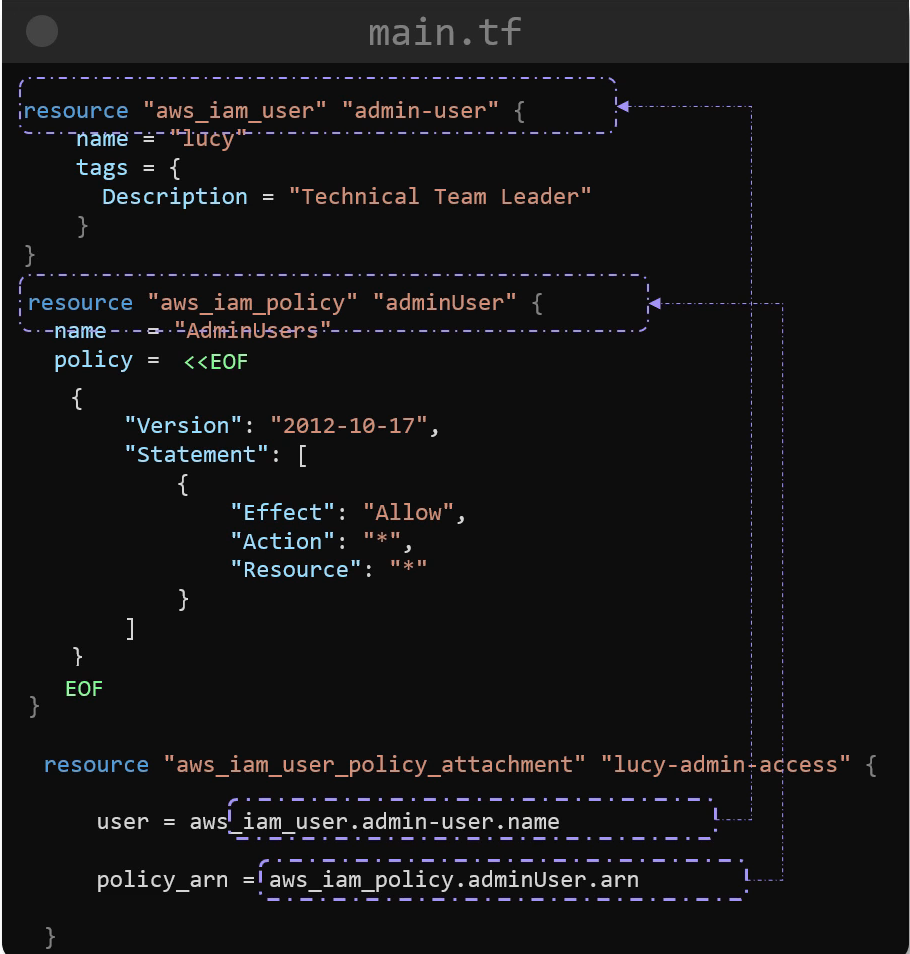 main.tf
resource "aws_iam_user" "admin-user" {
name = "lucy"
tags = {
Description = "Technical Team Leader"
}
}
resource "aws_iam_policy" "adminUser" {
name = "AdminUsers"
policy = <<EOF
{
"Version": "2012-10-17",
"Statement": [
{
"Effect": "Allow",
"Action": "*",
"Resource": "*"
}
]
}
EOF
}
resource "aws_iam_user_policy_attachment" "lucy-admin-access" {
user = aws_iam_user.admin-user.name
policy_arn = aws_iam_policy.adminUser.arn
}